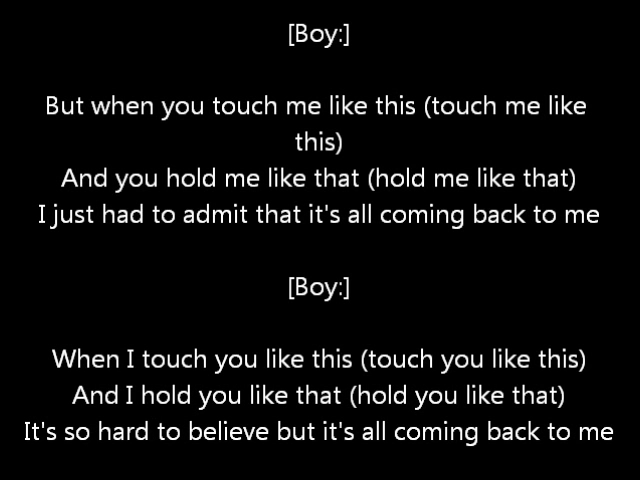 [Boy:]
But when you touch me like this (touch me like
this)
And you hold me like that (hold me like that)
I just had to admit that it's all coming back to me
[Boy:]
When I touch you like this (touch you like this)
And I hold you like that (hold you like that)
It's so hard to believe but it's all coming back to me